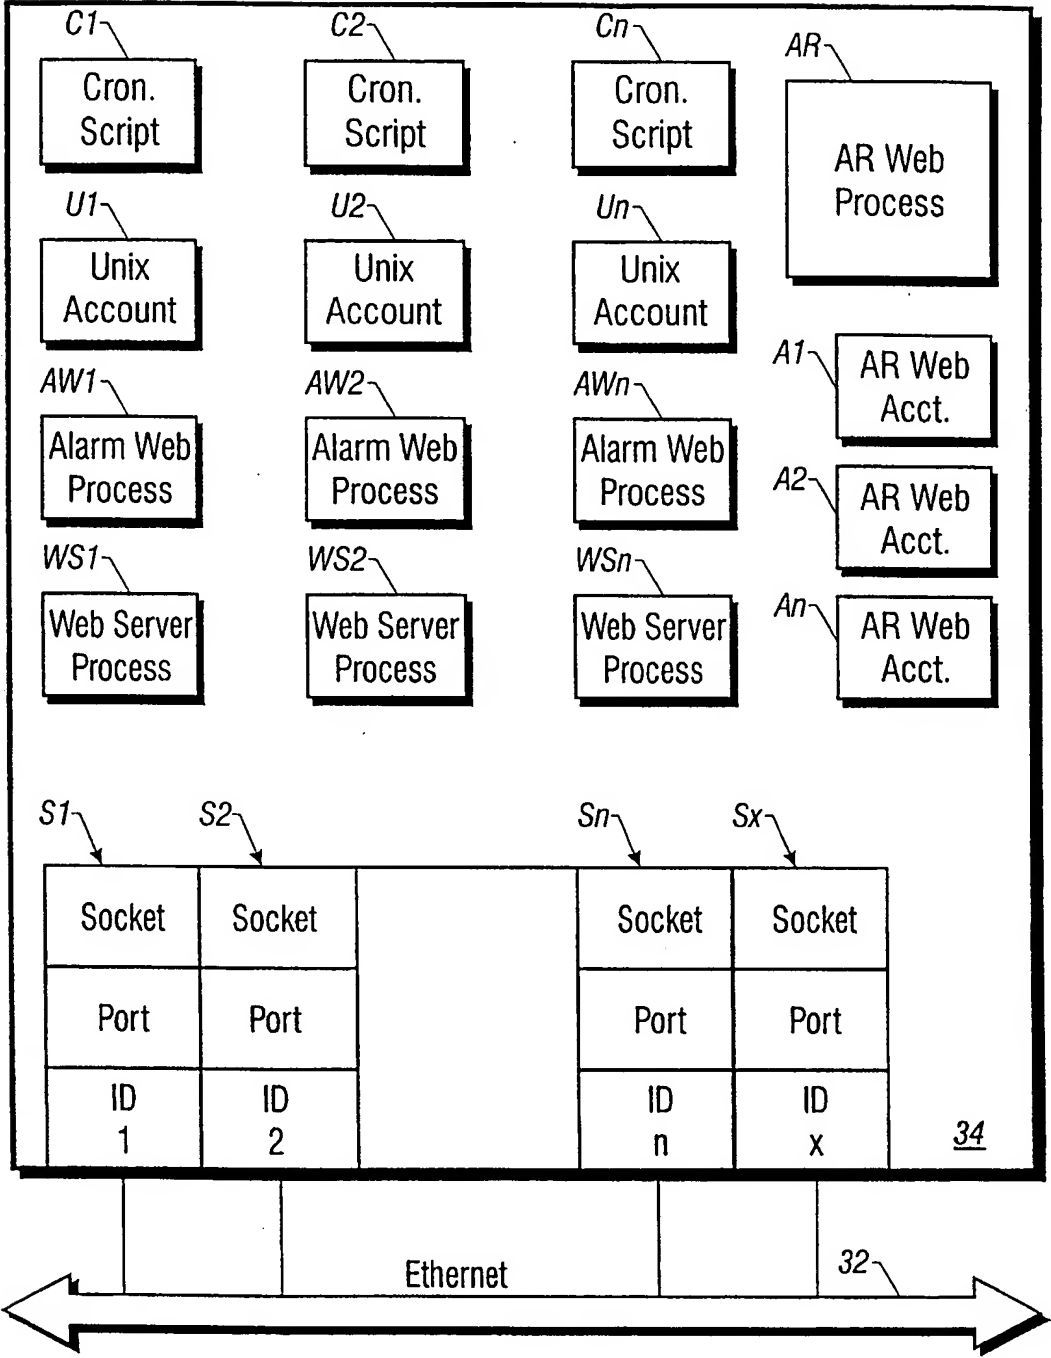 C1 C2 Cn AR
Cron. Script
Cron. Script
Cron. Script
AR Web Process
U1 U2 Un
Unix Account
Unix Account
Unix Account
A1
AR Web Acct.
AW1 AW2 AWn
Alarm Web Process
Alarm Web Process
Alarm Web Process
A2
AR Web Acct.
WS1 WS2 WSn
Web Server Process
Web Server Process
Web Server Process
An
AR Web Acct.
S1 S2 Sn Sx
Socket Socket Socket Socket
Port Port Port Port
ID ID ID ID
1 2 n x
34
Ethernet
32